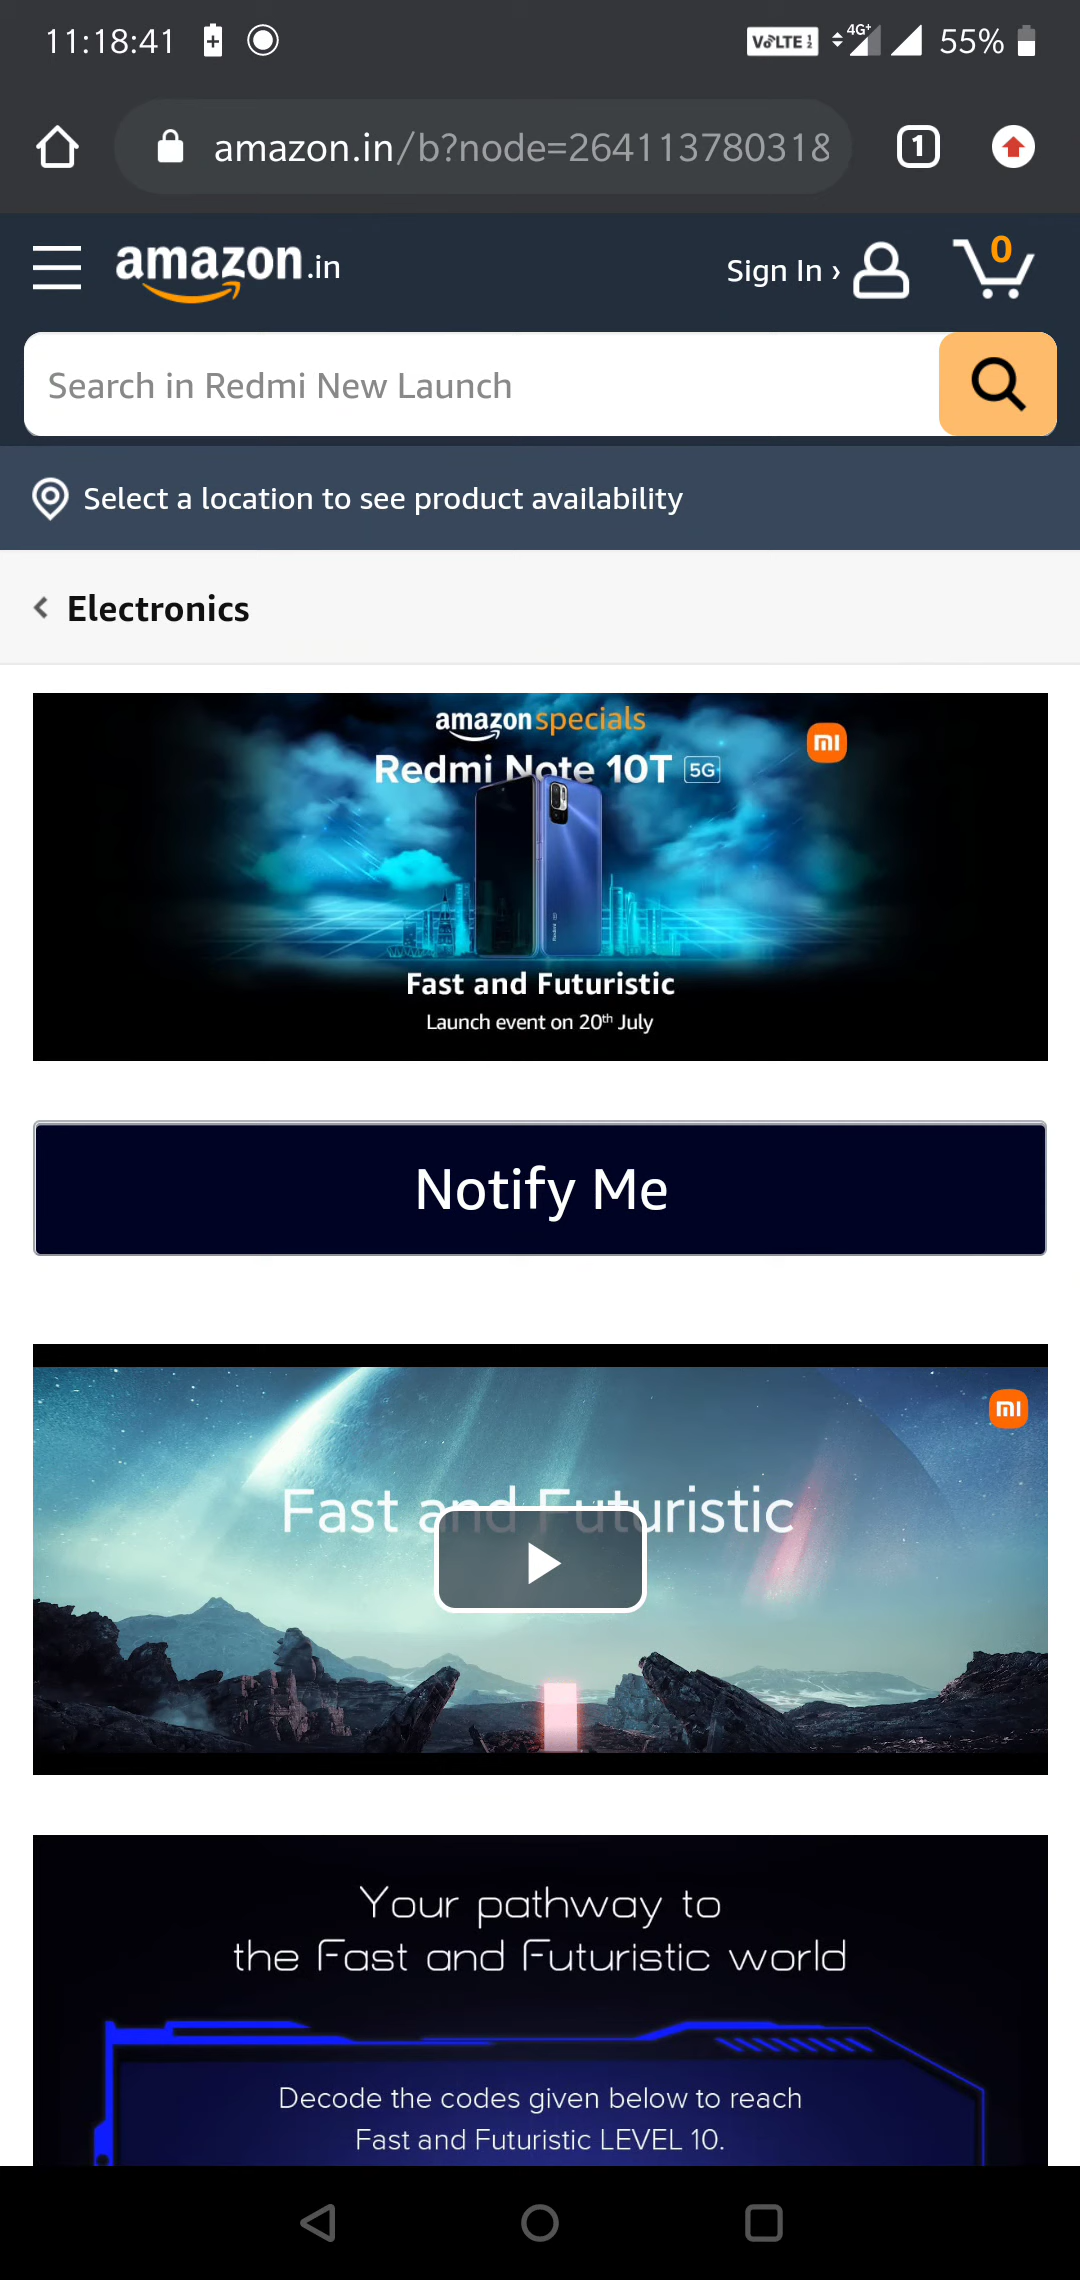 11:18:41
VoLTE 1/2 4G+ 55%
amazon.in/b?node=264113780318
1
amazon.in
Sign In ›
0
Search in Redmi New Launch
Select a location to see product availability
Electronics
amazonspecials
mi
Redmi Note 10T 5G
Fast and Futuristic
Launch event on 20th July
Notify Me
mi
Fast and Futuristic
Your pathway to
the Fast and Futuristic world
Decode the codes given below to reach
Fast and Futuristic LEVEL 10.